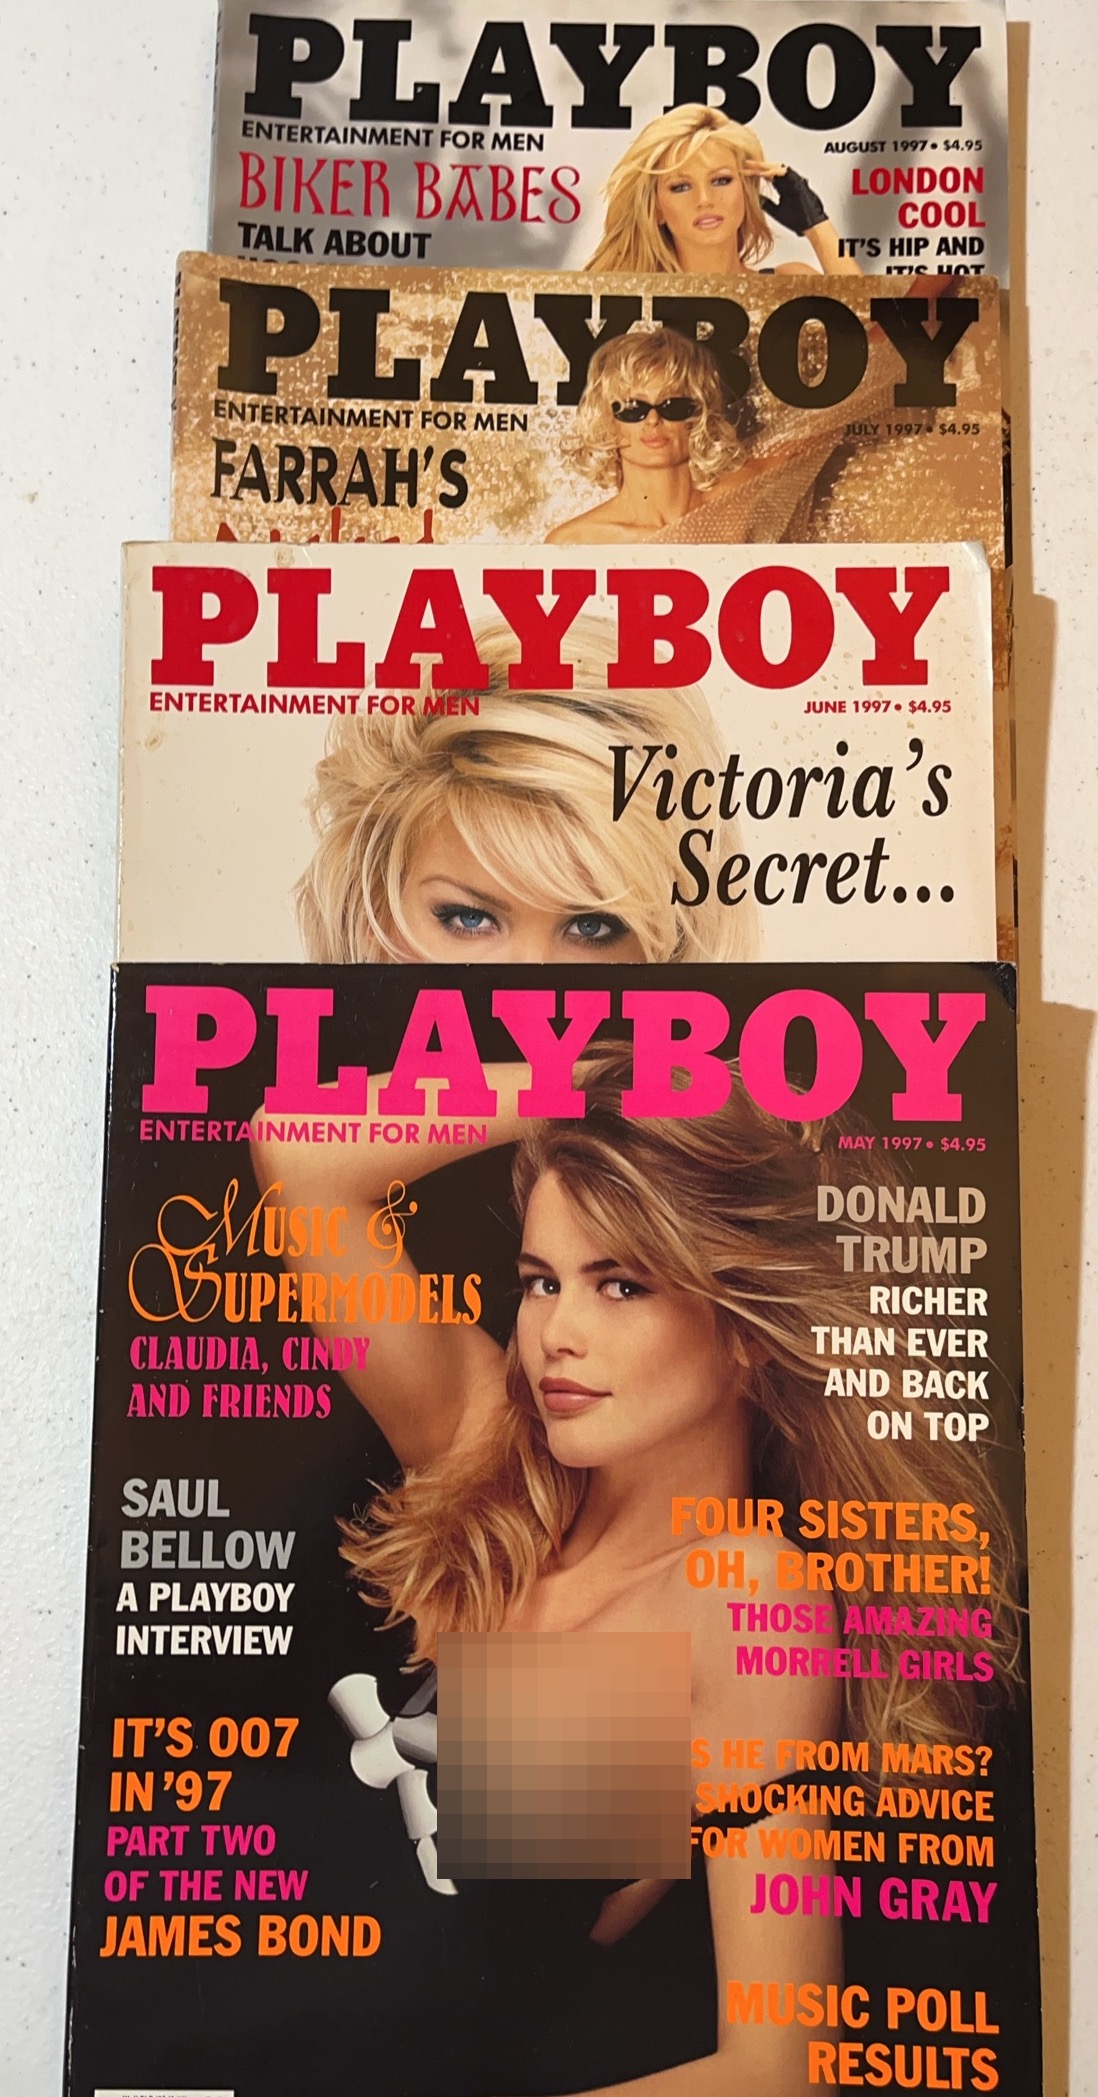 PLAYBOY
ENTERTAINMENT FOR MEN
AUGUST 1997 • $4.95
BIKER BABES
TALK ABOUT
LONDON
COOL
IT'S HIP AND
IT'S HOT
PLAYBOY
ENTERTAINMENT FOR MEN
JULY 1997 • $4.95
FARRAH'S
PLAYBOY
ENTERTAINMENT FOR MEN
JUNE 1997 • $4.95
Victoria's
Secret...
PLAYBOY
ENTERTAINMENT FOR MEN
MAY 1997 • $4.95
MUSIC &
SUPERMODELS
CLAUDIA, CINDY
AND FRIENDS
SAUL
BELLOW
A PLAYBOY
INTERVIEW
IT'S 007
IN '97
PART TWO
OF THE NEW
JAMES BOND
DONALD
TRUMP
RICHER
THAN EVER
AND BACK
ON TOP
FOUR SISTERS,
OH, BROTHER!
THOSE AMAZING
MORRELL GIRLS
HE FROM MARS?
SHOCKING ADVICE
FOR WOMEN FROM
JOHN GRAY
MUSIC POLL
RESULTS